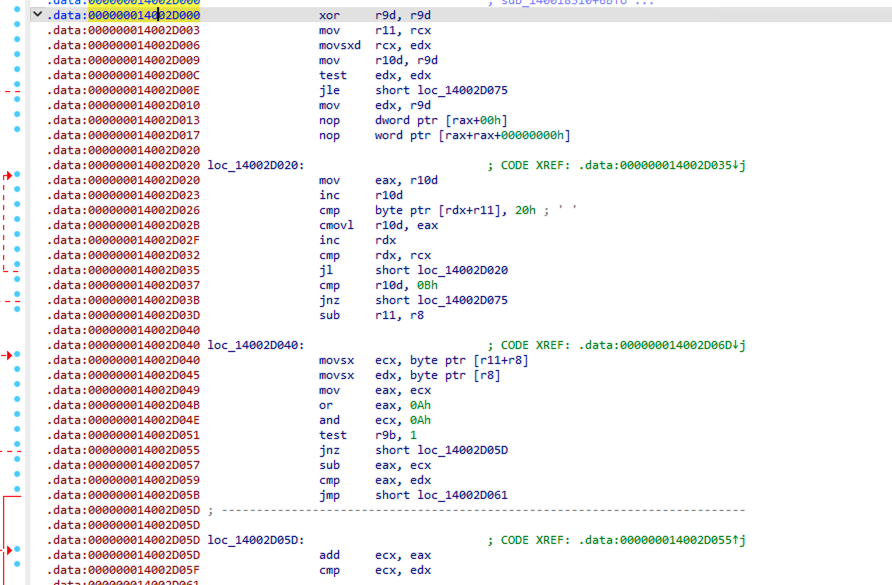 .data:000000014002D000 ; sub_140018510+6B↑o ...
.data:000000014002D000 xor r9d, r9d
.data:000000014002D003 mov r11, rcx
.data:000000014002D006 movsxd rcx, edx
.data:000000014002D009 mov r10d, r9d
.data:000000014002D00C test edx, edx
.data:000000014002D00E jle short loc_14002D075
.data:000000014002D010 mov edx, r9d
.data:000000014002D013 nop dword ptr [rax+00h]
.data:000000014002D017 nop word ptr [rax+rax+00000000h]
.data:000000014002D020
.data:000000014002D020 loc_14002D020: ; CODE XREF: .data:000000014002D035↓j
.data:000000014002D020 mov eax, r10d
.data:000000014002D023 inc r10d
.data:000000014002D026 cmp byte ptr [rdx+r11], 20h ; ' '
.data:000000014002D02B cmovl r10d, eax
.data:000000014002D02F inc rdx
.data:000000014002D032 cmp rdx, rcx
.data:000000014002D035 jl short loc_14002D020
.data:000000014002D037 cmp r10d, 0Bh
.data:000000014002D03B jnz short loc_14002D075
.data:000000014002D03D sub r11, r8
.data:000000014002D040
.data:000000014002D040 loc_14002D040: ; CODE XREF: .data:000000014002D06D↓j
.data:000000014002D040 movsx ecx, byte ptr [r11+r8]
.data:000000014002D045 movsx edx, byte ptr [r8]
.data:000000014002D049 mov eax, ecx
.data:000000014002D04B or eax, 0Ah
.data:000000014002D04E and ecx, 0Ah
.data:000000014002D051 test r9b, 1
.data:000000014002D055 jnz short loc_14002D05D
.data:000000014002D057 sub eax, ecx
.data:000000014002D059 cmp eax, edx
.data:000000014002D05B jmp short loc_14002D061
.data:000000014002D05D ; ---------------------------------------------------------------------------
.data:000000014002D05D
.data:000000014002D05D loc_14002D05D: ; CODE XREF: .data:000000014002D055↑j
.data:000000014002D05D add ecx, eax
.data:000000014002D05F cmp ecx, edx
.data:000000014002D061